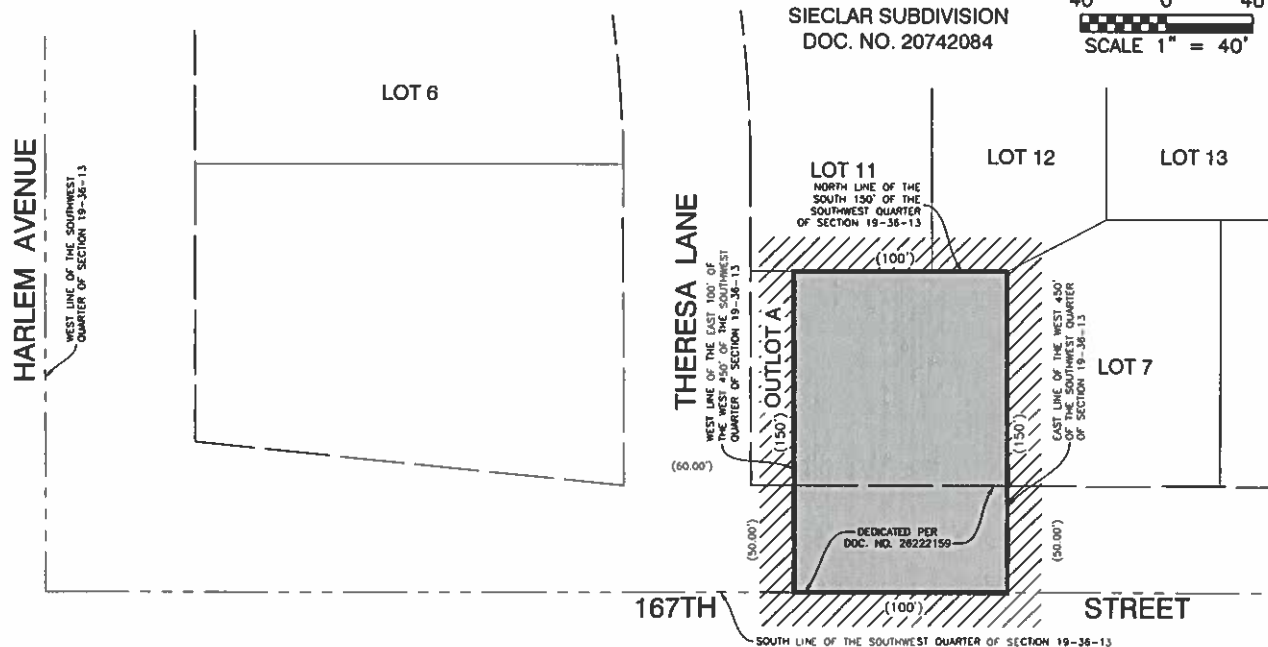 SIECLAR SUBDIVISION
DOC. NO. 20742084
40 0 40
SCALE 1" = 40'
LOT 6
LOT 11
LOT 12
LOT 13
NORTH LINE OF THE
SOUTH 150' OF THE
SOUTHWEST QUARTER
OF SECTION 19-36-13
HARLEM AVENUE
WEST LINE OF THE SOUTHWEST
QUARTER OF SECTION 19-36-13
THERESA LANE
WEST LINE OF THE EAST 100' OF
THE WEST 450' OF THE SOUTHWEST
QUARTER OF SECTION 19-36-13
(100')
OUTLOT A
(150')
(150')
EAST LINE OF THE WEST 450'
OF THE SOUTHWEST QUARTER
OF SECTION 19-36-13
LOT 7
(60.00')
(50.00')
DEDICATED PER
DOC. NO. 26222159
(50.00')
167TH STREET
(100')
SOUTH LINE OF THE SOUTHWEST QUARTER OF SECTION 19-36-13